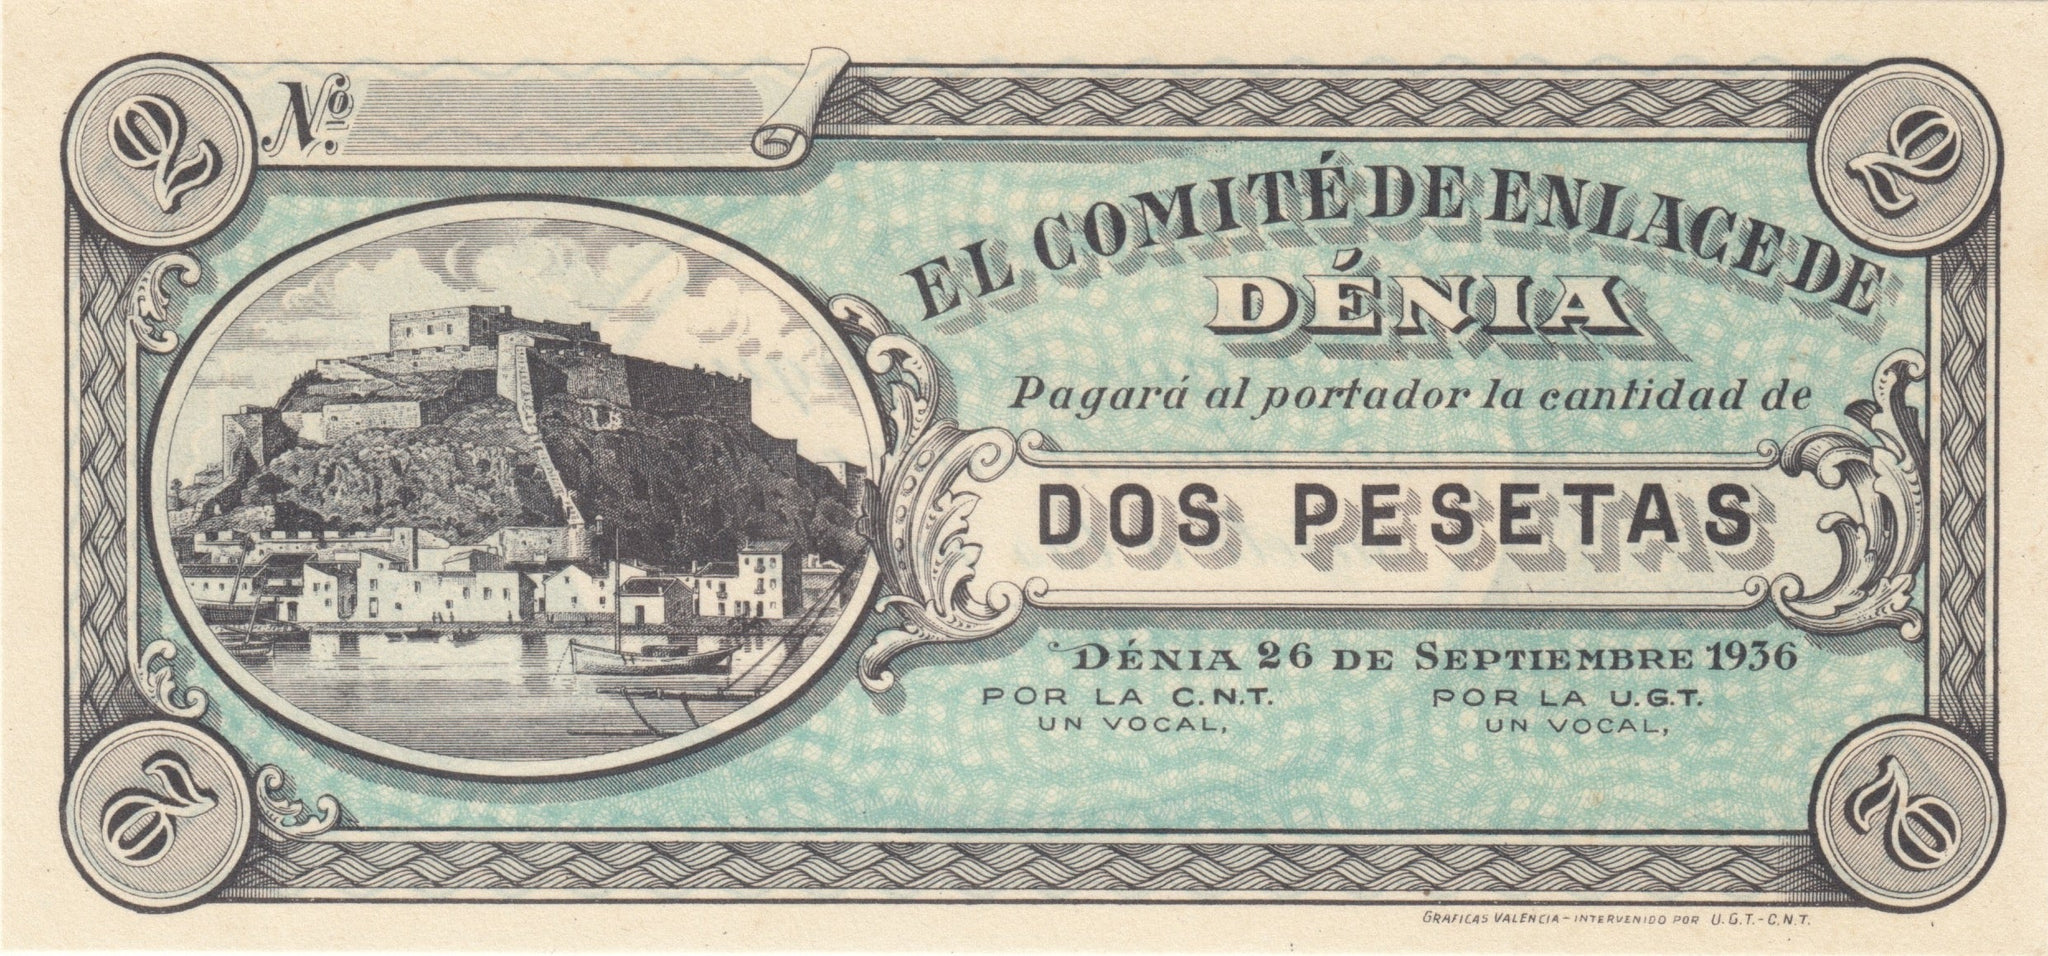 2
Nº
2
EL COMITÉ DE ENLACE DE
DÉNIA
Pagará al portador la cantidad de
DOS PESETAS
DÉNIA 26 DE SEPTIEMBRE 1936
POR LA C.N.T. POR LA U.G.T.
UN VOCAL, UN VOCAL,
2
2
GRAFICAS VALENCIA - INTERVENIDO POR U.G.T. - C.N.T.